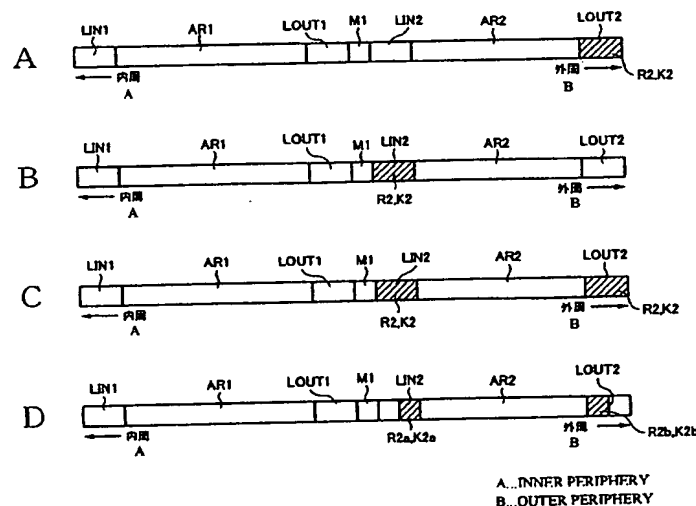 LIN1 AR1 LOUT1 M1 LIN2 AR2 LOUT2
A
内周 外周
A B R2,K2
LIN1 AR1 LOUT1 M1 LIN2 AR2 LOUT2
B
内周 R2,K2 外周
A B
LIN1 AR1 LOUT1 M1 LIN2 AR2 LOUT2
C
内周 R2,K2 外周 R2,K2
A B
LIN1 AR1 LOUT1 M1 LIN2 AR2 LOUT2
D
内周 R2a,K2a 外周 R2b,K2b
A B
A...INNER PERIPHERY
B...OUTER PERIPHERY